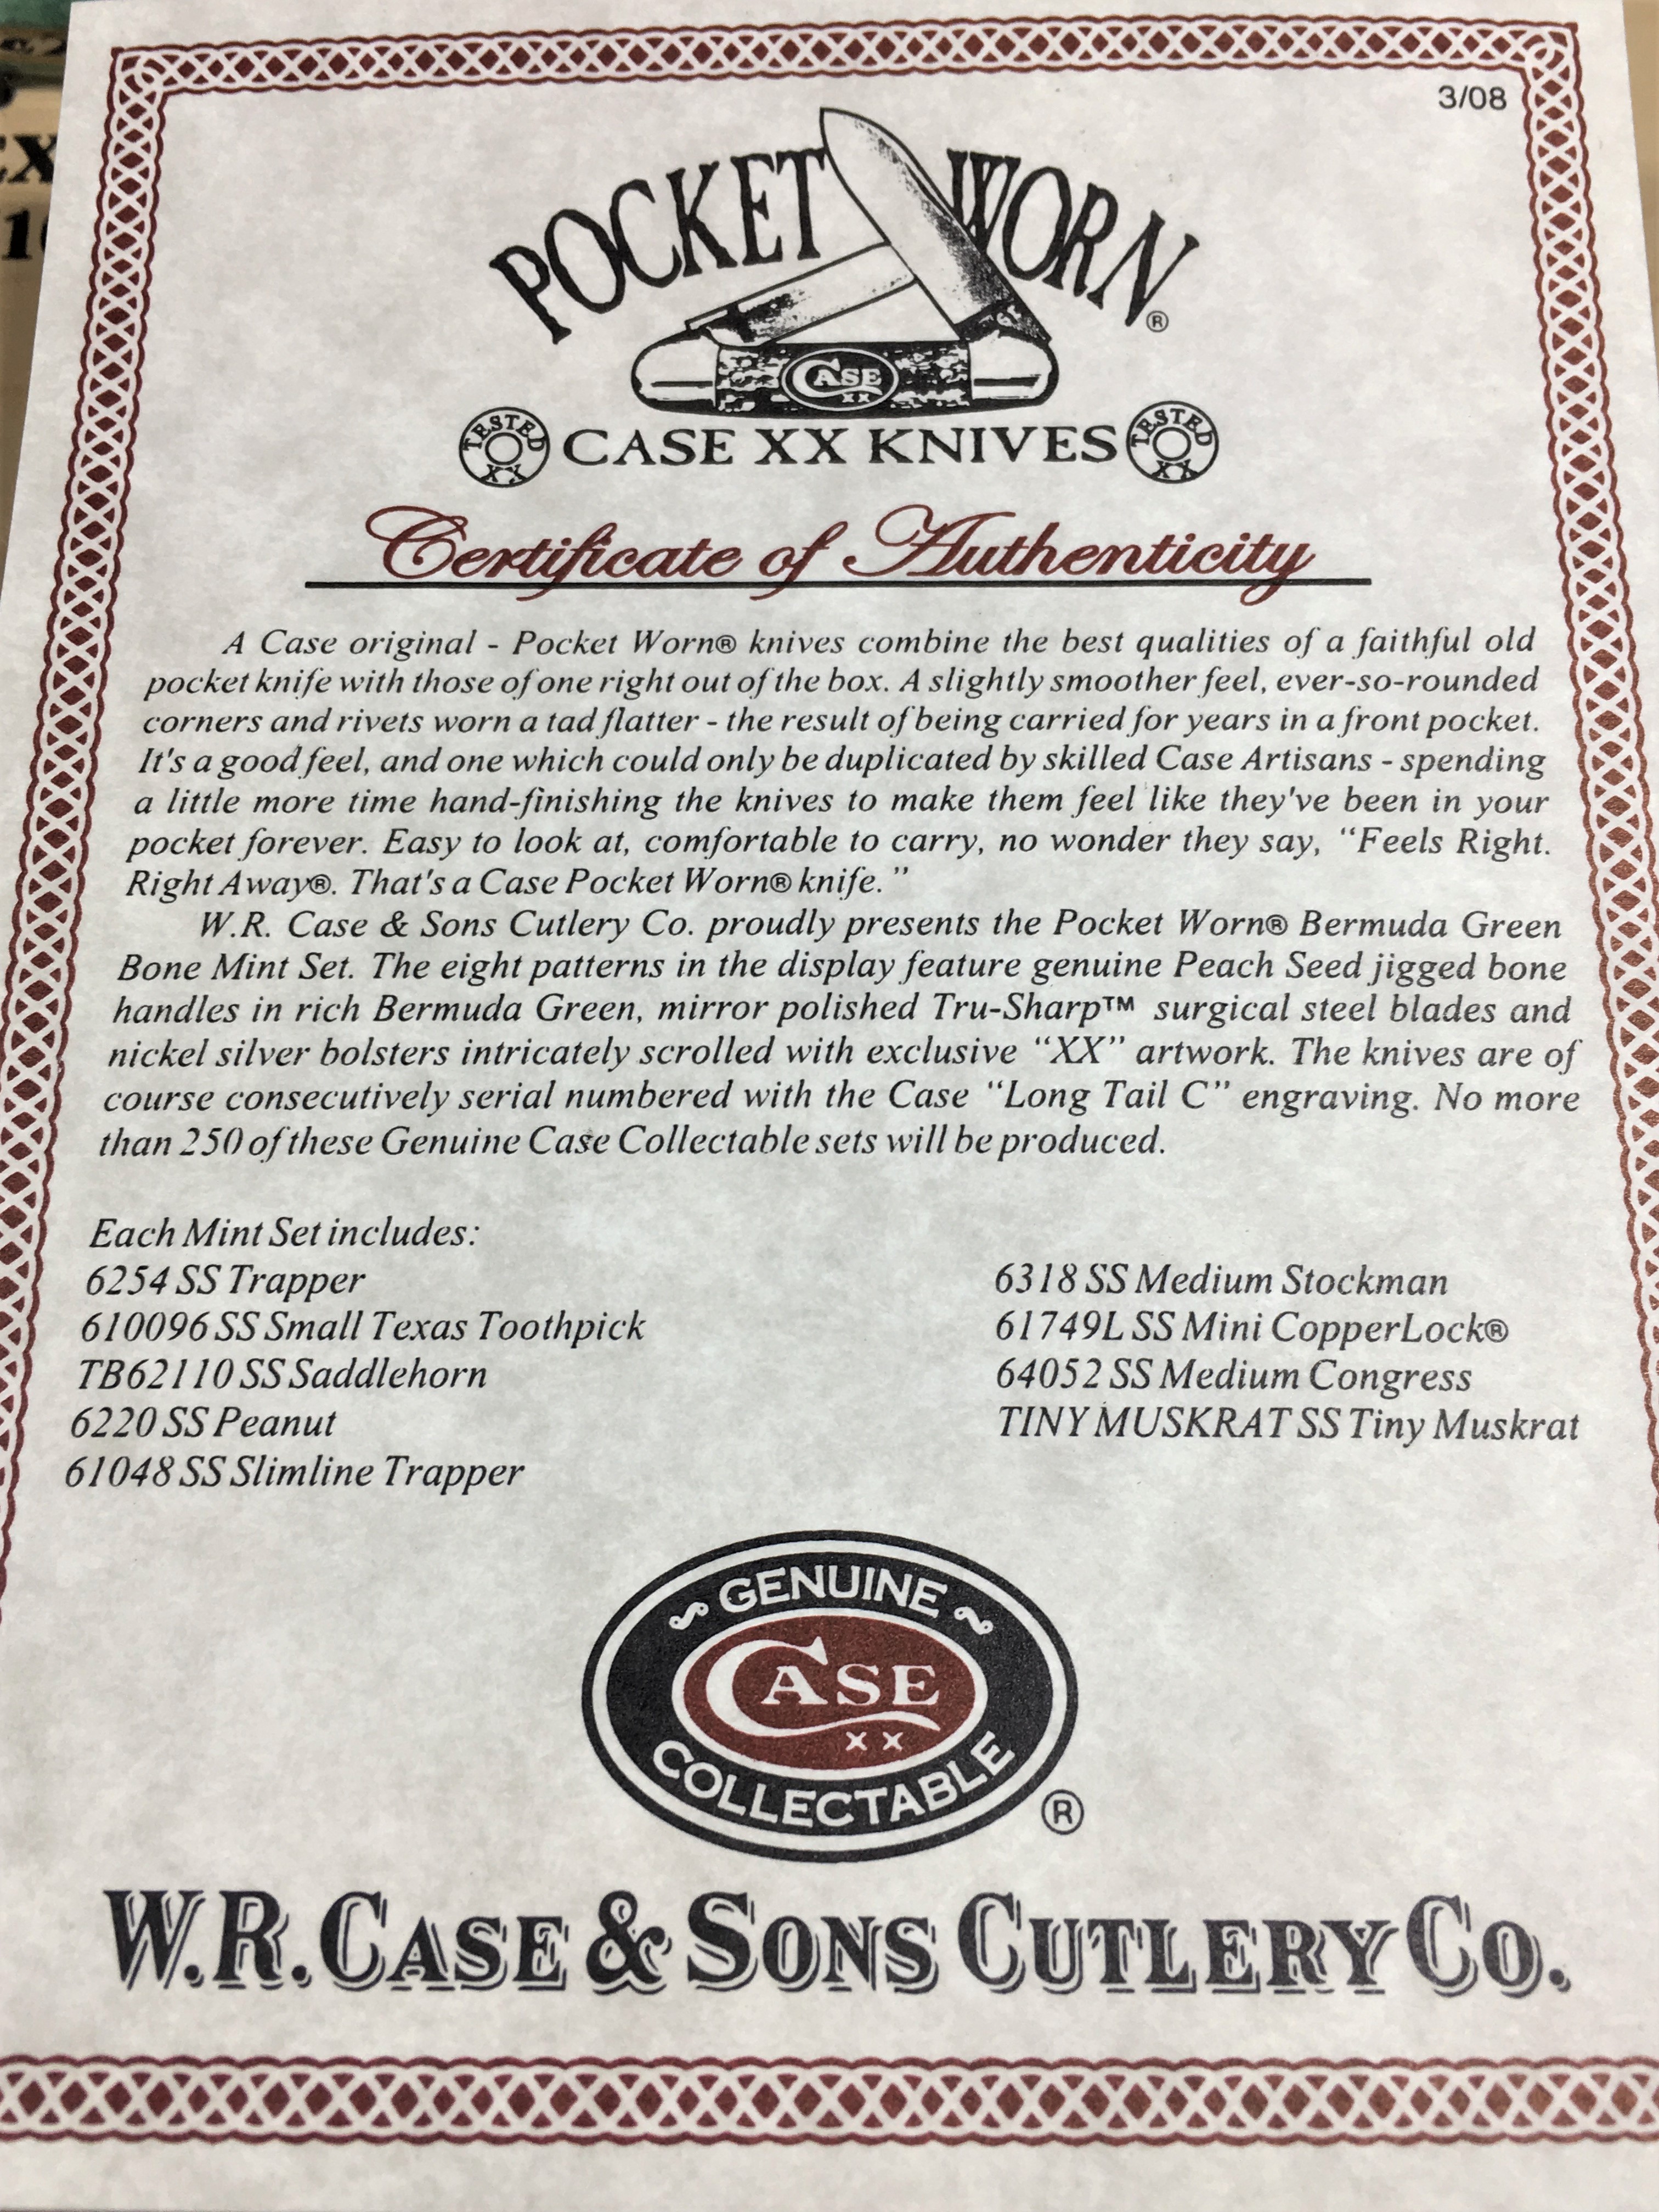 3/08
POCKET WORN®
CASE XX
TESTED XX CASE XX KNIVES TESTED XX
Certificate of Authenticity
A Case original - Pocket Worn® knives combine the best qualities of a faithful old
pocket knife with those of one right out of the box. A slightly smoother feel, ever-so-rounded
corners and rivets worn a tad flatter - the result of being carried for years in a front pocket.
It's a good feel, and one which could only be duplicated by skilled Case Artisans - spending
a little more time hand-finishing the knives to make them feel like they've been in your
pocket forever. Easy to look at, comfortable to carry, no wonder they say, “Feels Right.
Right Away®. That's a Case Pocket Worn® knife.”
W.R. Case & Sons Cutlery Co. proudly presents the Pocket Worn® Bermuda Green
Bone Mint Set. The eight patterns in the display feature genuine Peach Seed jigged bone
handles in rich Bermuda Green, mirror polished Tru-Sharp™ surgical steel blades and
nickel silver bolsters intricately scrolled with exclusive “XX” artwork. The knives are of
course consecutively serial numbered with the Case “Long Tail C” engraving. No more
than 250 of these Genuine Case Collectable sets will be produced.
Each Mint Set includes:
6254 SS Trapper
610096 SS Small Texas Toothpick
TB62110 SS Saddlehorn
6220 SS Peanut
61048 SS Slimline Trapper
6318 SS Medium Stockman
61749L SS Mini CopperLock®
64052 SS Medium Congress
TINY MUSKRAT SS Tiny Muskrat
GENUINE
CASE
XX
COLLECTABLE
®
W.R. CASE & SONS CUTLERY CO.